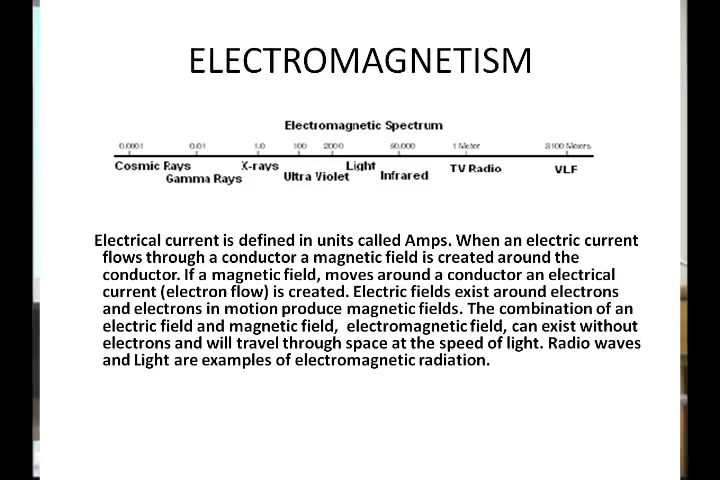 ELECTROMAGNETISM
Electromagnetic Spectrum
0.0001 0.01 1.0 100 2000 50,000 1 Meter 3100 Meters
Cosmic Rays X-rays Light TV Radio VLF
Gamma Rays Ultra Violet Infrared
Electrical current is defined in units called Amps. When an electric current
flows through a conductor a magnetic field is created around the
conductor. If a magnetic field, moves around a conductor an electrical
current (electron flow) is created. Electric fields exist around electrons
and electrons in motion produce magnetic fields. The combination of an
electric field and magnetic field, electromagnetic field, can exist without
electrons and will travel through space at the speed of light. Radio waves
and Light are examples of electromagnetic radiation.